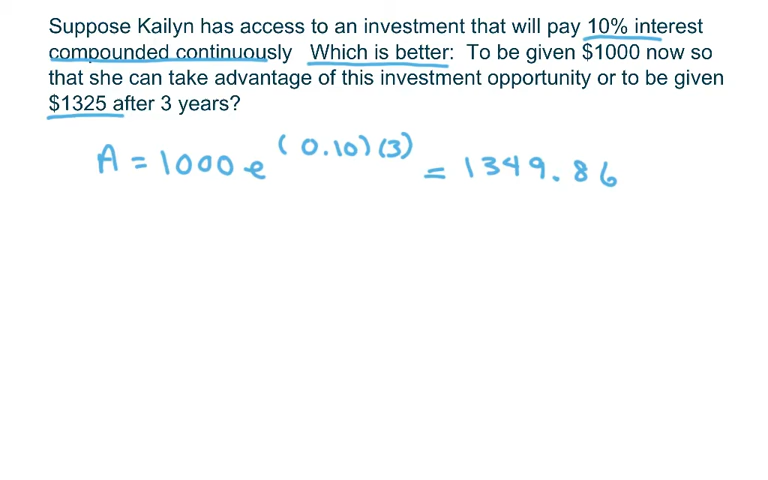 Suppose Kailyn has access to an investment that will pay 10% interest
compounded continuously Which is better: To be given $1000 now so
that she can take advantage of this investment opportunity or to be given
$1325 after 3 years?
A = 1000 e^(0.10)(3) = 1349.86